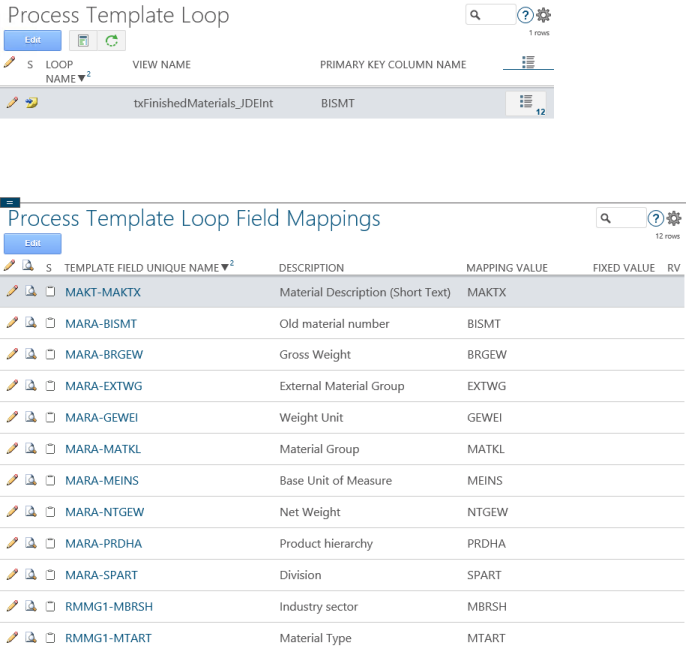 Process Template Loop
?
Edit
1 rows
S LOOP NAME▼2 VIEW NAME PRIMARY KEY COLUMN NAME
txFinishedMaterials_JDEInt BISMT 12
Process Template Loop Field Mappings
?
Edit
12 rows
S TEMPLATE FIELD UNIQUE NAME▼2 DESCRIPTION MAPPING VALUE FIXED VALUE RV
MAKT-MAKTX Material Description (Short Text) MAKTX
MARA-BISMT Old material number BISMT
MARA-BRGEW Gross Weight BRGEW
MARA-EXTWG External Material Group EXTWG
MARA-GEWEI Weight Unit GEWEI
MARA-MATKL Material Group MATKL
MARA-MEINS Base Unit of Measure MEINS
MARA-NTGEW Net Weight NTGEW
MARA-PRDHA Product hierarchy PRDHA
MARA-SPART Division SPART
RMMG1-MBRSH Industry sector MBRSH
RMMG1-MTART Material Type MTART